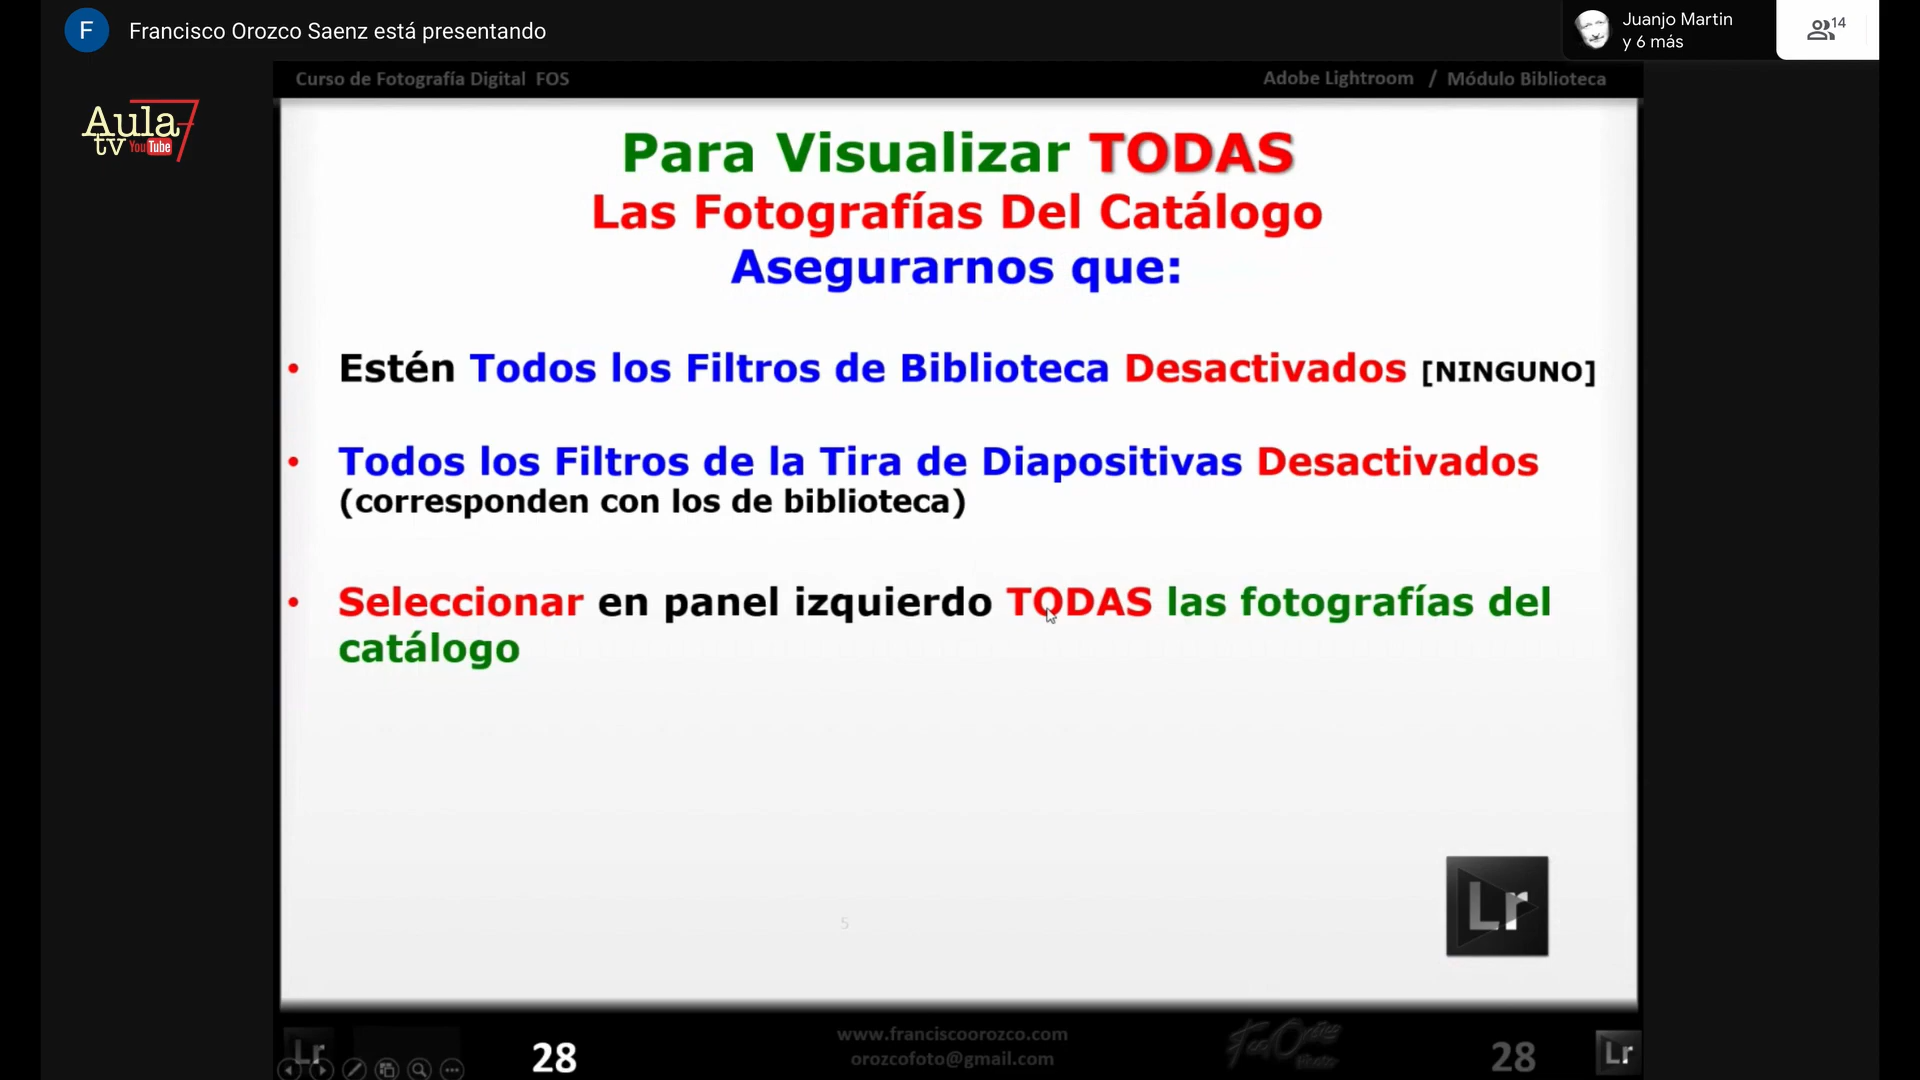 F
Francisco Orozco Saenz está presentando
Juanjo Martin
y 6 más
14
Curso de Fotografía Digital FOS
Adobe Lightroom / Módulo Biblioteca
Aula 7
tv YouTube
Para Visualizar TODAS
Las Fotografías Del Catálogo
Asegurarnos que:
• Estén Todos los Filtros de Biblioteca Desactivados [NINGUNO]
• Todos los Filtros de la Tira de Diapositivas Desactivados
(corresponden con los de biblioteca)
• Seleccionar en panel izquierdo TODAS las fotografías del
catálogo
5
Lr
Lr
28
www.franciscoorozco.com
orozcofoto@gmail.com
28
Lr